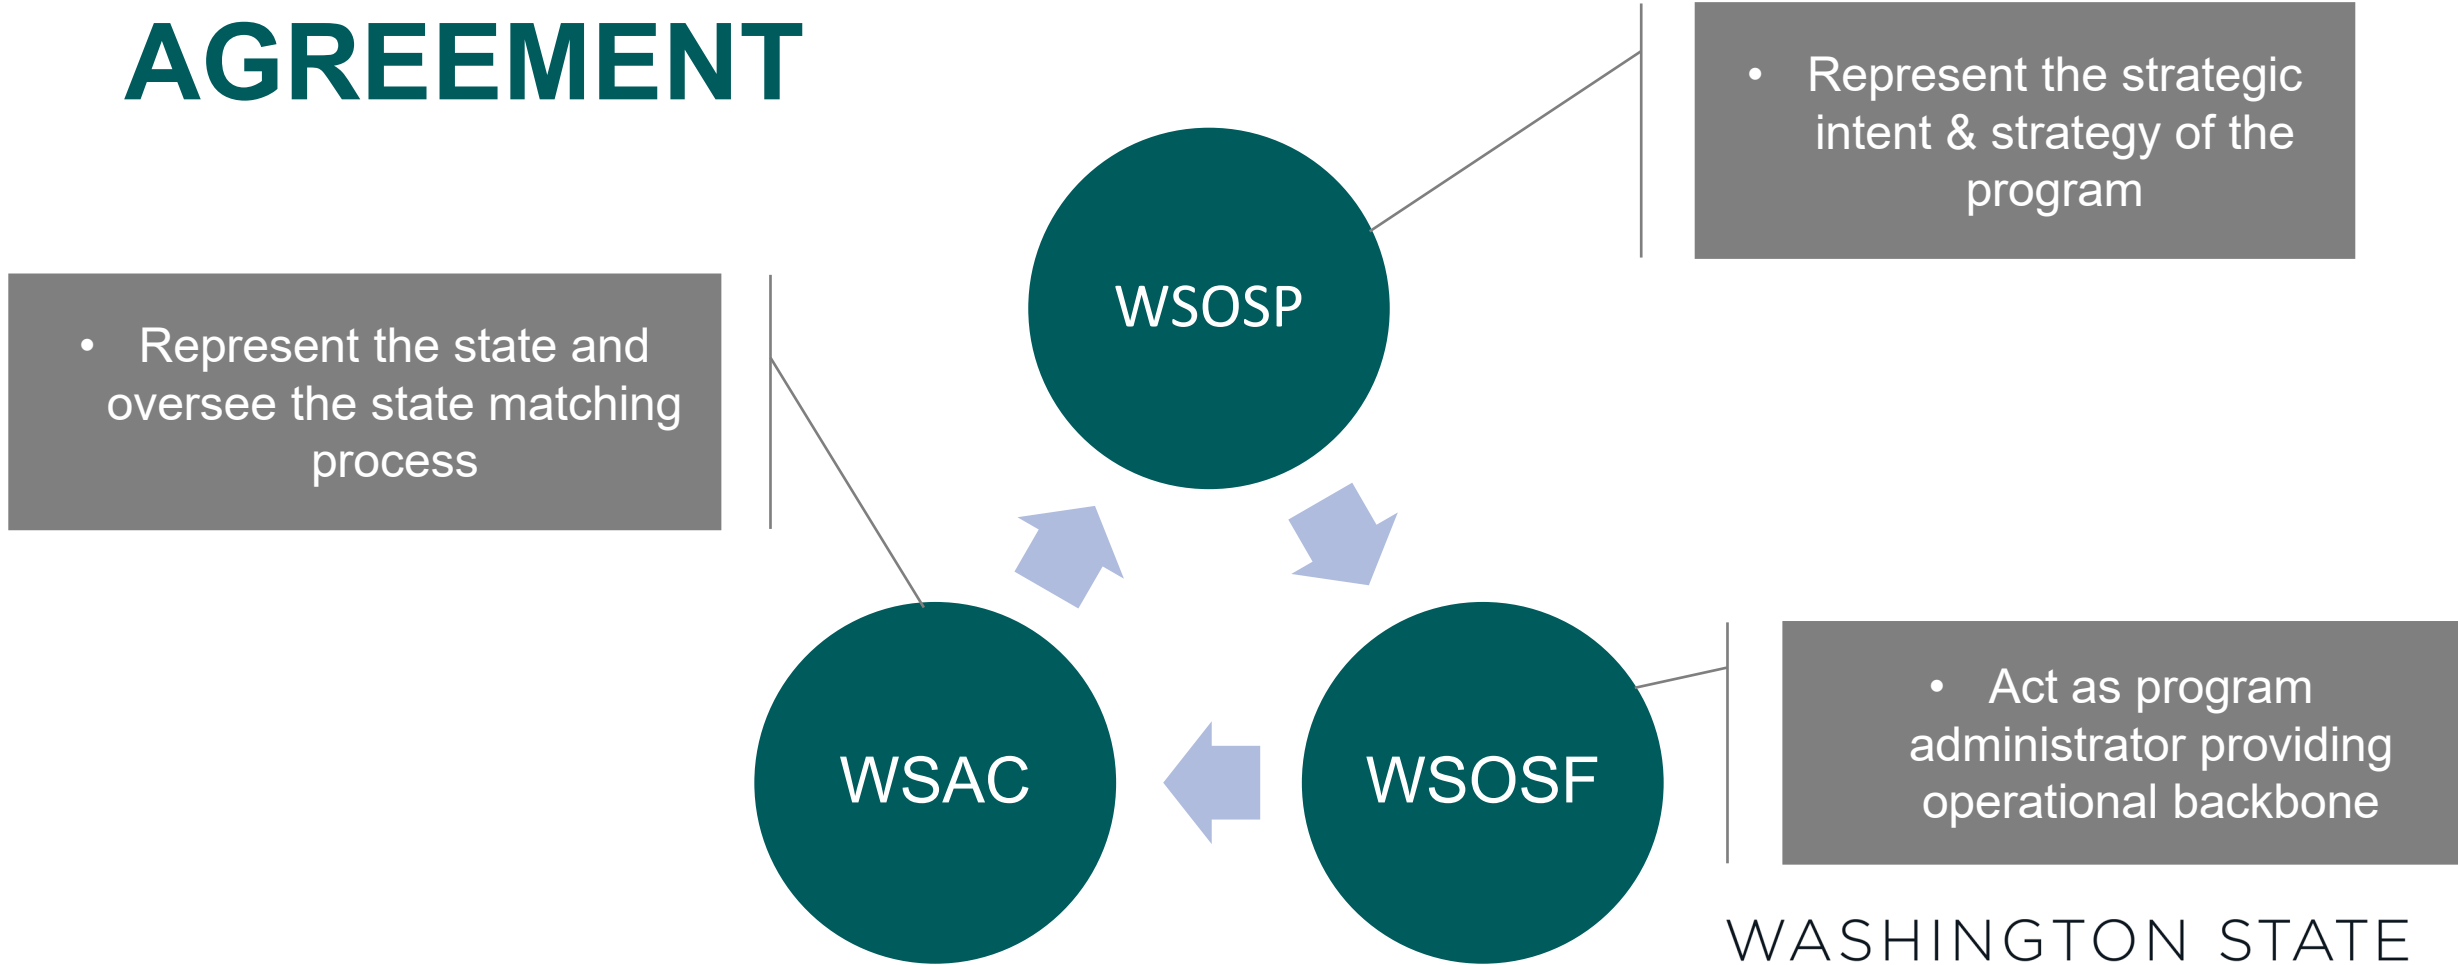 AGREEMENT
• Represent the strategic
intent & strategy of the
program
WSOSP
• Represent the state and
oversee the state matching
process
WSAC
WSOSF
• Act as program
administrator providing
operational backbone
WASHINGTON STATE